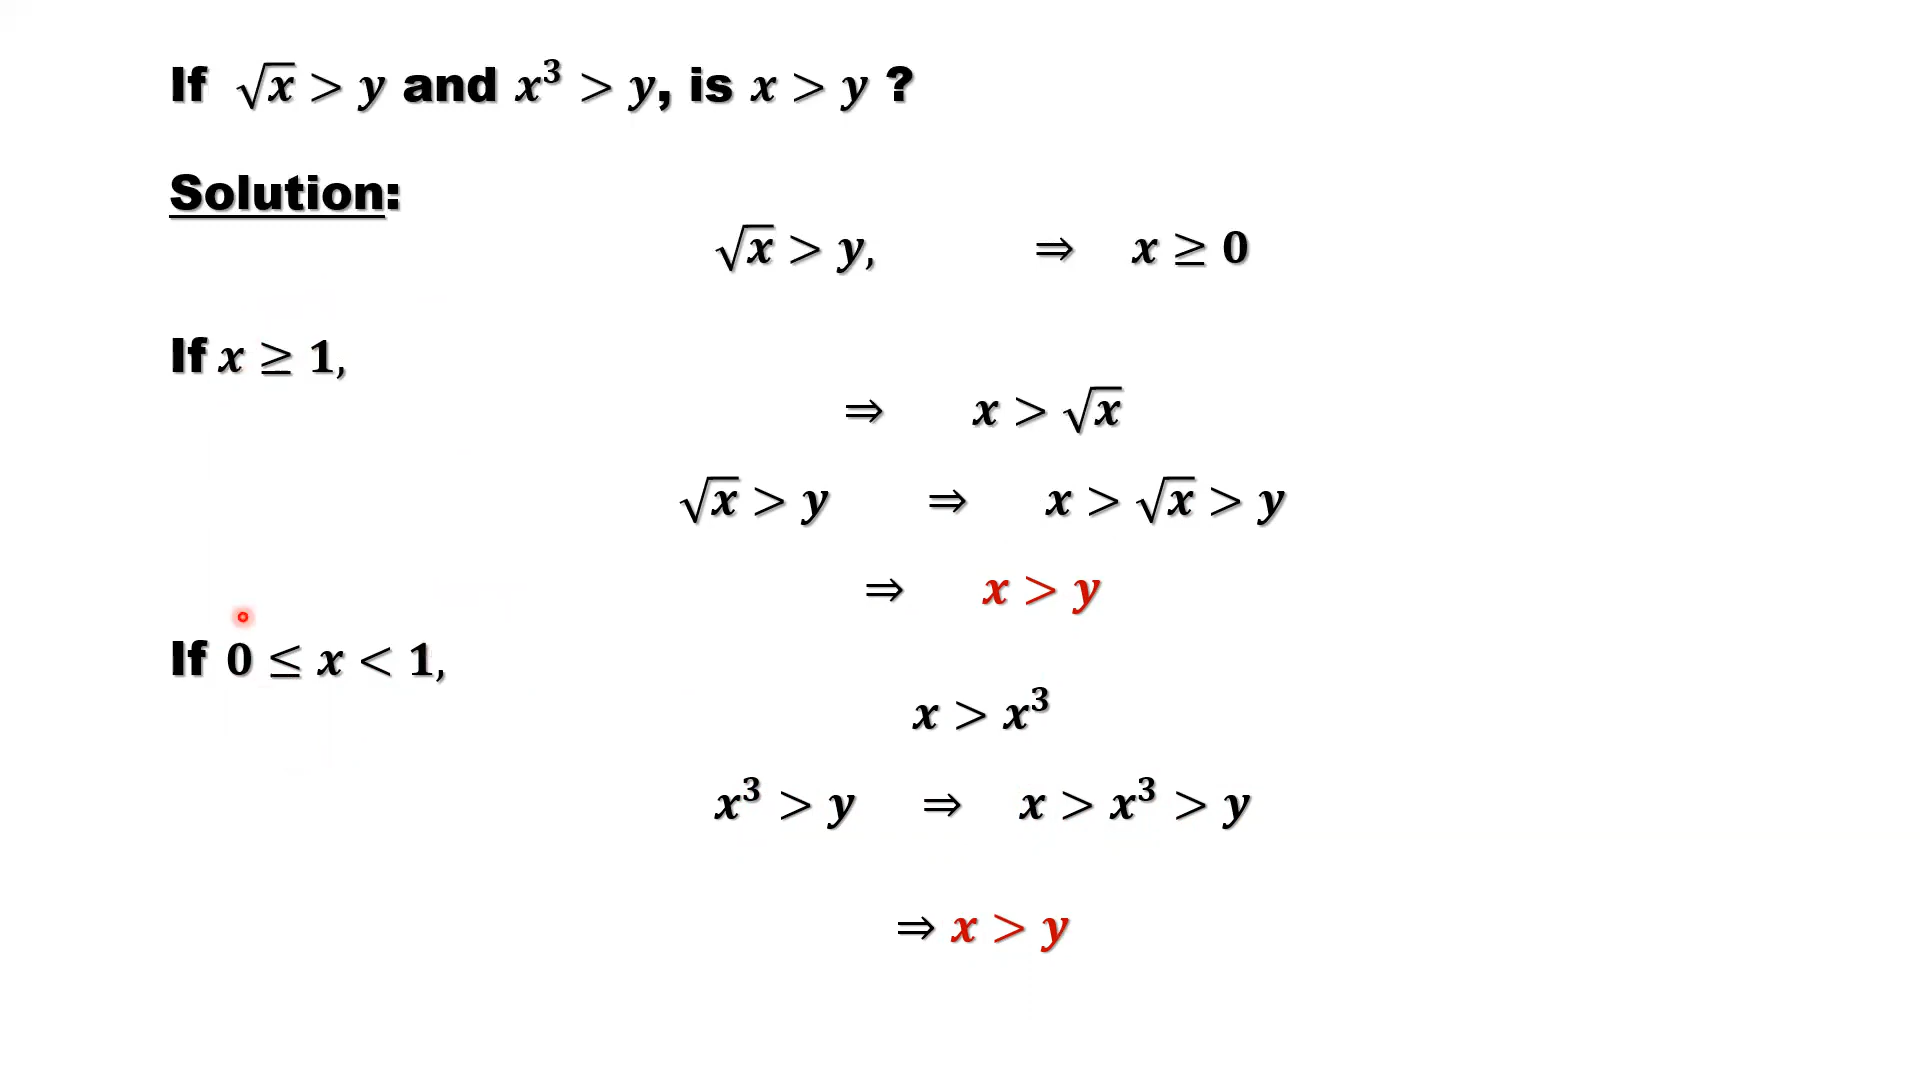 If √x > y and x³ > y, is x > y ?
Solution:
√x > y, ⇒ x ≥ 0
If x ≥ 1,
⇒ x > √x
√x > y ⇒ x > √x > y
⇒ x > y
If 0 ≤ x < 1,
x > x³
x³ > y ⇒ x > x³ > y
⇒ x > y